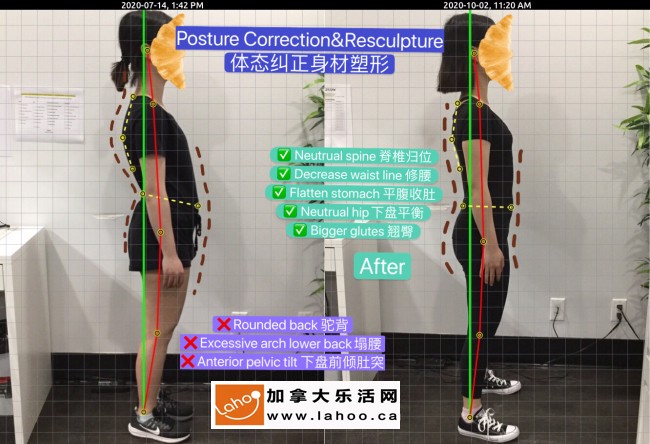 2020-07-14, 1:42 PM
2020-10-02, 11:20 AM
Posture Correction&Resculpture
体态纠正身材塑形
✅ Neutrual spine 脊椎归位
✅ Decrease waist line 修腰
✅ Flatten stomach 平腹收肚
✅ Neutrual hip 下盘平衡
✅ Bigger glutes 翘臀
After
❌ Rounded back 驼背
❌ Excessive arch lower back 塌腰
❌ Anterior pelvic tilt 下盘前倾肚突
Lahoo
加拿大乐活网
www.lahoo.ca